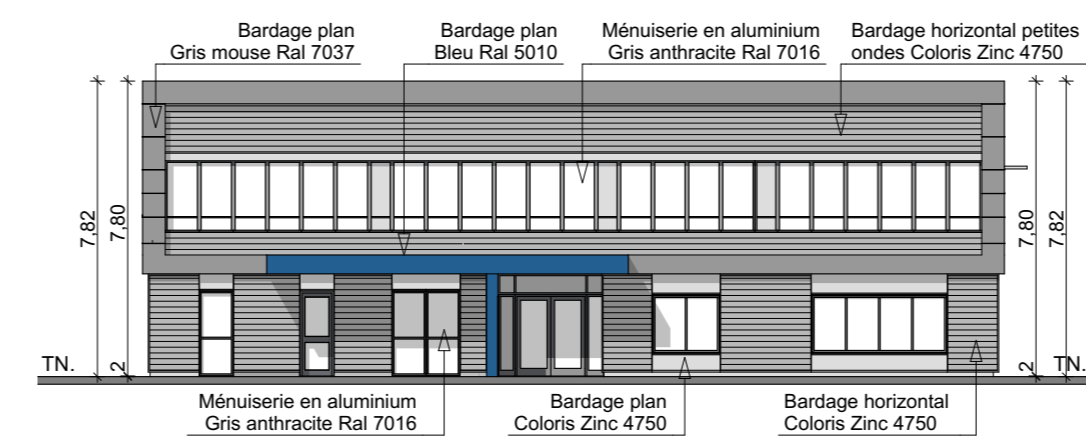 Bardage plan
Gris mouse Ral 7037
Bardage plan
Bleu Ral 5010
Ménuiserie en aluminium
Gris anthracite Ral 7016
Bardage horizontal petites
ondes Coloris Zinc 4750
7,82
7,80
7,80
7,82
TN.
2
2
TN.
Ménuiserie en aluminium
Gris anthracite Ral 7016
Bardage plan
Coloris Zinc 4750
Bardage horizontal
Coloris Zinc 4750